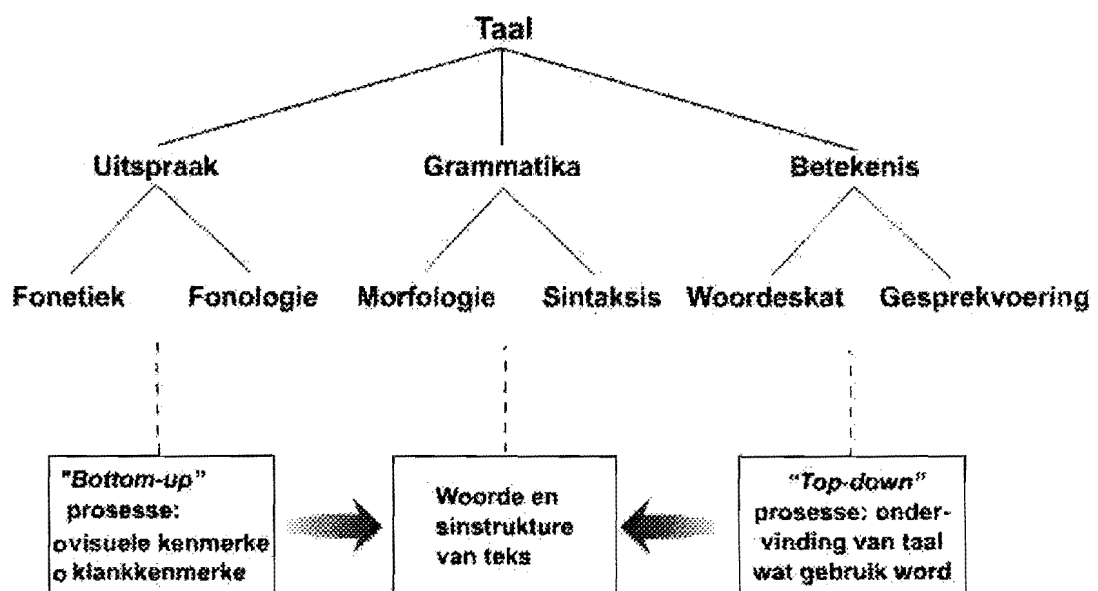 Taal
Uitspraak Grammatika Betekenis
Fonetiek Fonologie Morfologie Sintaksis Woordeskat Gesprekvoering
"Bottom-up"
prosesse:
o visuele kenmerke
o klankkenmerke
Woorde en
sinstrukture
van teks
"Top-down"
prosesse: onder-
vinding van taal
wat gebruik word